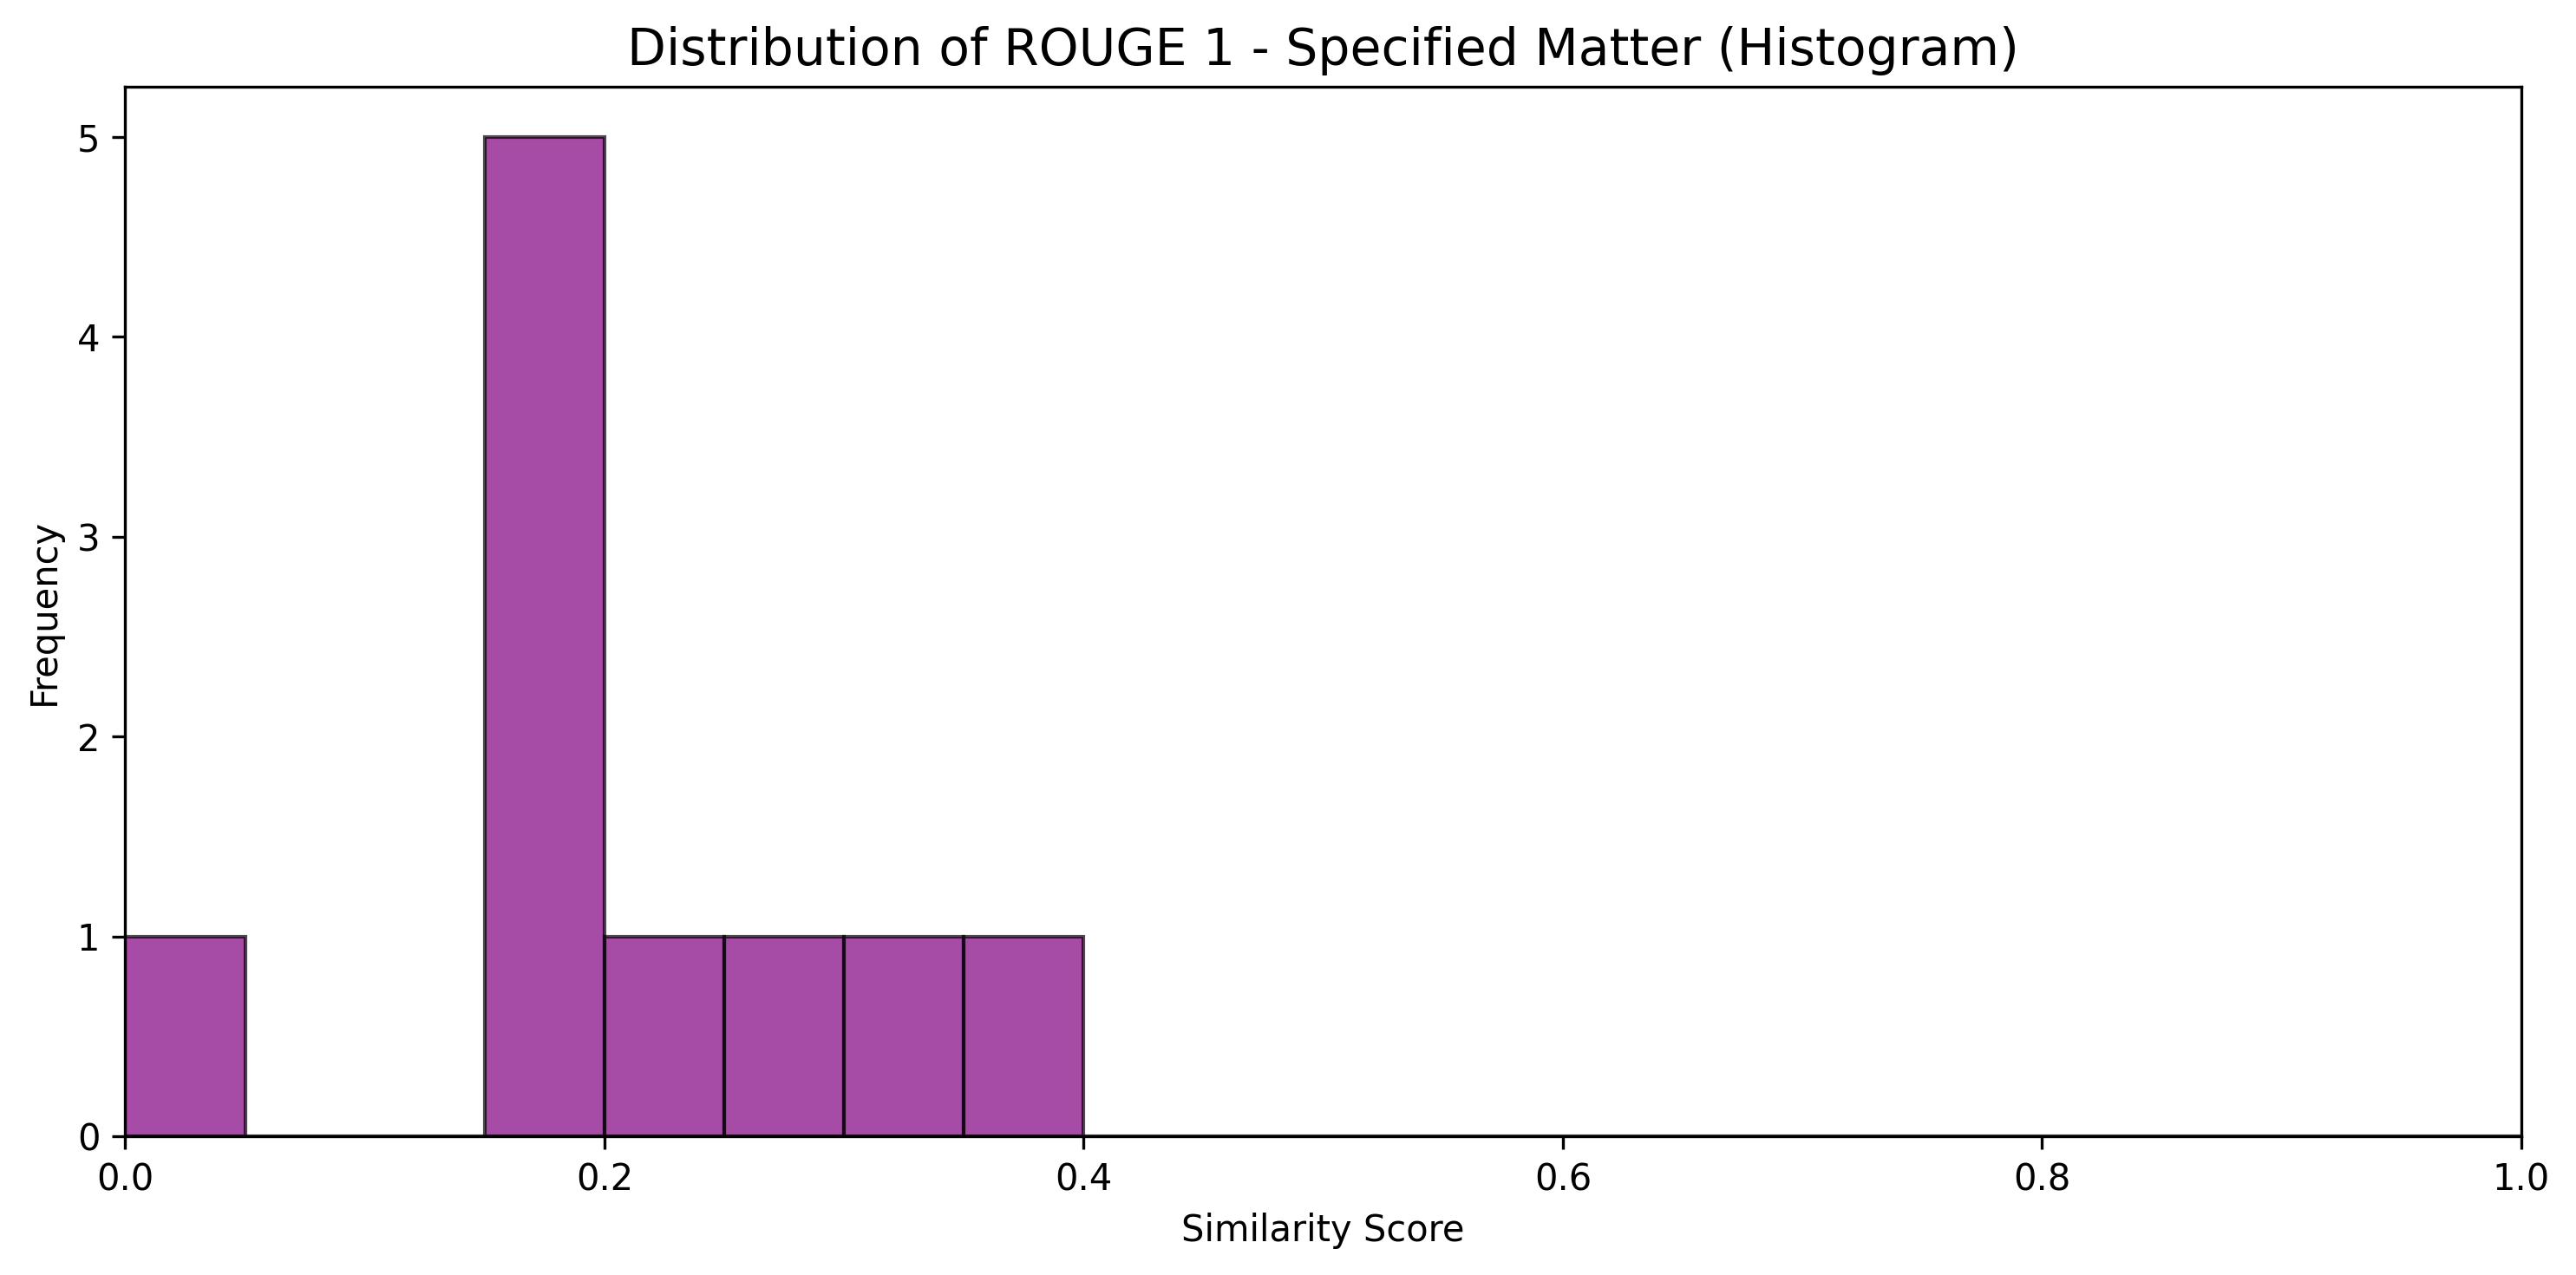 Distribution of ROUGE 1 - Specified Matter (Histogram)
5
4
3
2
1
0
Frequency
0.0 0.2 0.4 0.6 0.8 1.0
Similarity Score